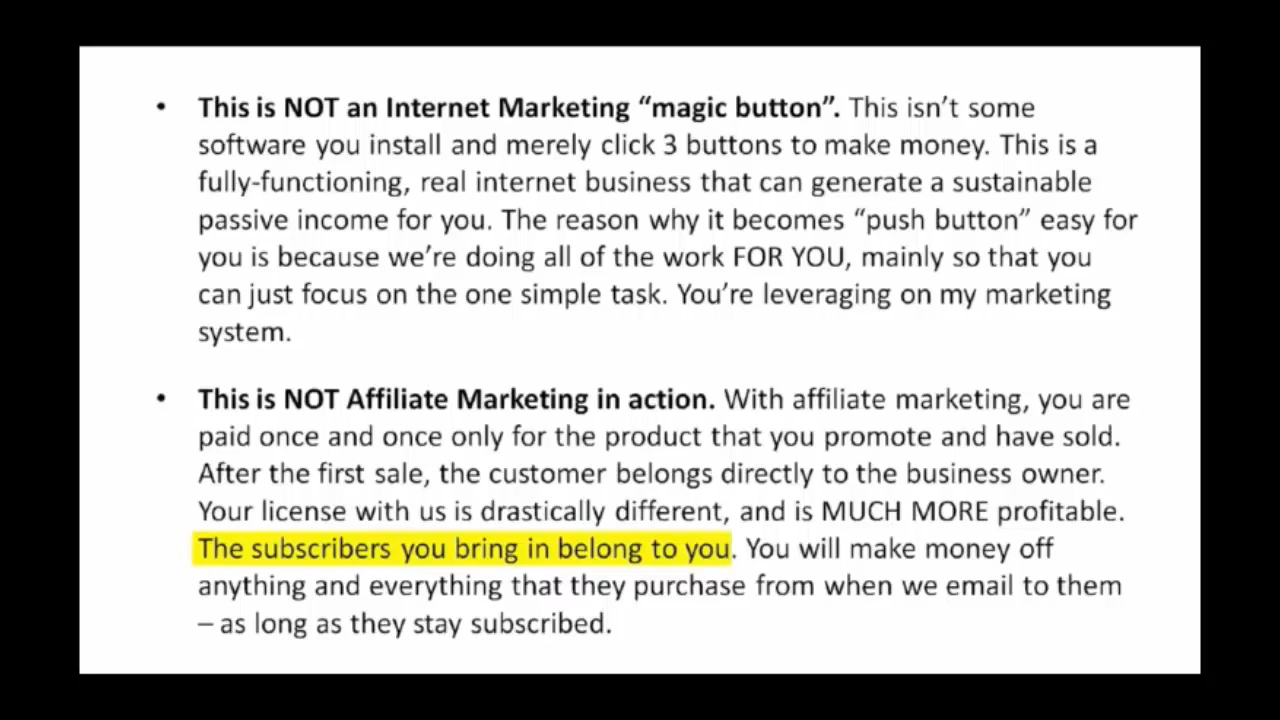 • This is NOT an Internet Marketing “magic button”. This isn’t some
software you install and merely click 3 buttons to make money. This is a
fully-functioning, real internet business that can generate a sustainable
passive income for you. The reason why it becomes “push button” easy for
you is because we’re doing all of the work FOR YOU, mainly so that you
can just focus on the one simple task. You’re leveraging on my marketing
system.
• This is NOT Affiliate Marketing in action. With affiliate marketing, you are
paid once and once only for the product that you promote and have sold.
After the first sale, the customer belongs directly to the business owner.
Your license with us is drastically different, and is MUCH MORE profitable.
The subscribers you bring in belong to you. You will make money off
anything and everything that they purchase from when we email to them
– as long as they stay subscribed.